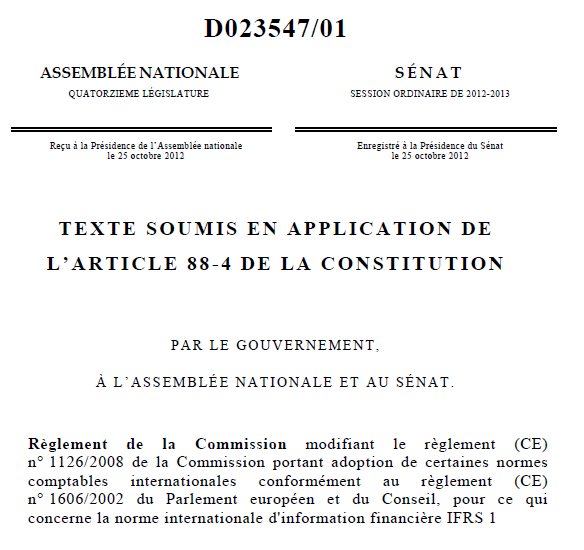 D023547/01
ASSEMBLÉE NATIONALE
QUATORZIEME LÉGISLATURE
SÉNAT
SESSION ORDINAIRE DE 2012-2013
Reçu à la Présidence de l'Assemblée nationale
le 25 octobre 2012
Enregistré à la Présidence du Sénat
le 25 octobre 2012
TEXTE SOUMIS EN APPLICATION DE
L'ARTICLE 88-4 DE LA CONSTITUTION
PAR LE GOUVERNEMENT,
À L'ASSEMBLÉE NATIONALE ET AU SÉNAT.
Règlement de la Commission modifiant le règlement (CE)
n° 1126/2008 de la Commission portant adoption de certaines normes
comptables internationales conformément au règlement (CE)
n° 1606/2002 du Parlement européen et du Conseil, pour ce qui
concerne la norme internationale d'information financière IFRS 1